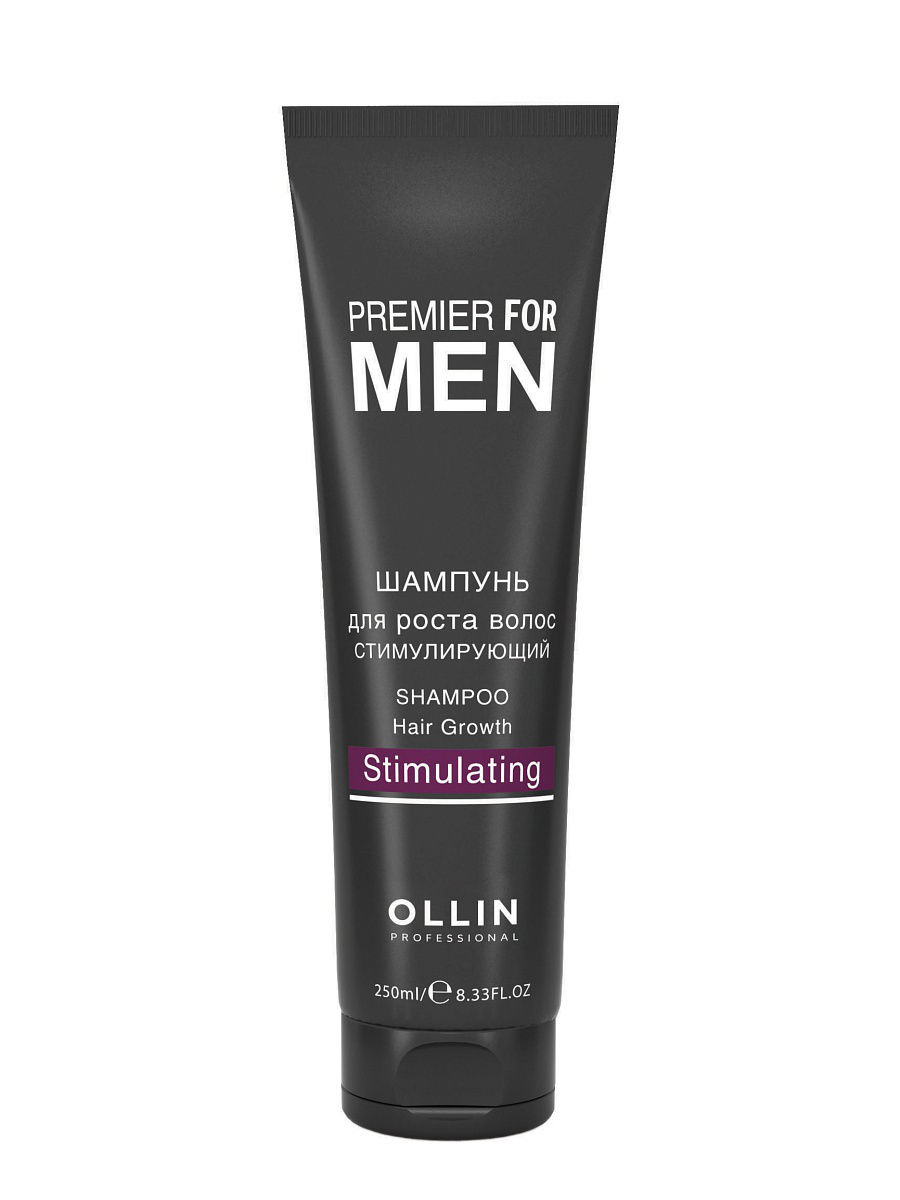 PREMIER FOR
MEN
ШАМПУНЬ
для роста волос
СТИМУЛИРУЮЩИЙ
SHAMPOO
Hair Growth
Stimulating
OLLIN
PROFESSIONAL
250ml/℮ 8.33FL.OZ